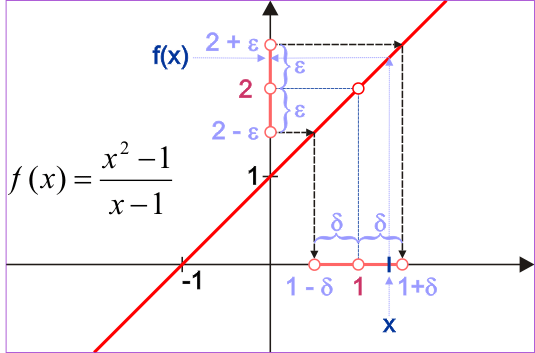 2 + ε
f(x)
ε
2
ε
2 - ε
f(x) = (x² − 1)/(x − 1)
1
δ δ
-1
1 - δ 1 1+δ
x